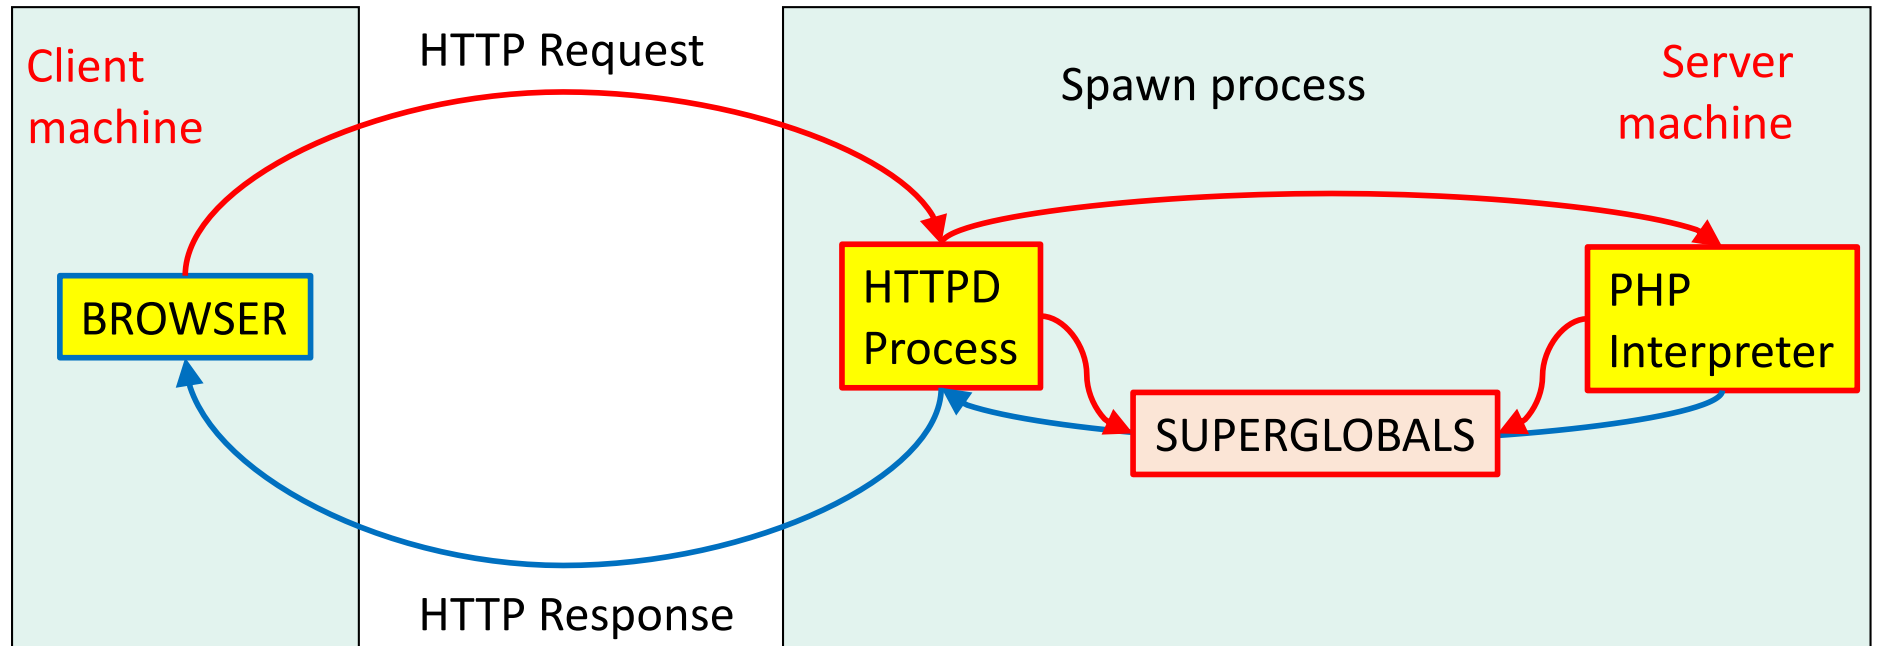 Client
machine
HTTP Request
Spawn process
Server
machine
BROWSER
HTTPD
Process
PHP
Interpreter
SUPERGLOBALS
HTTP Response